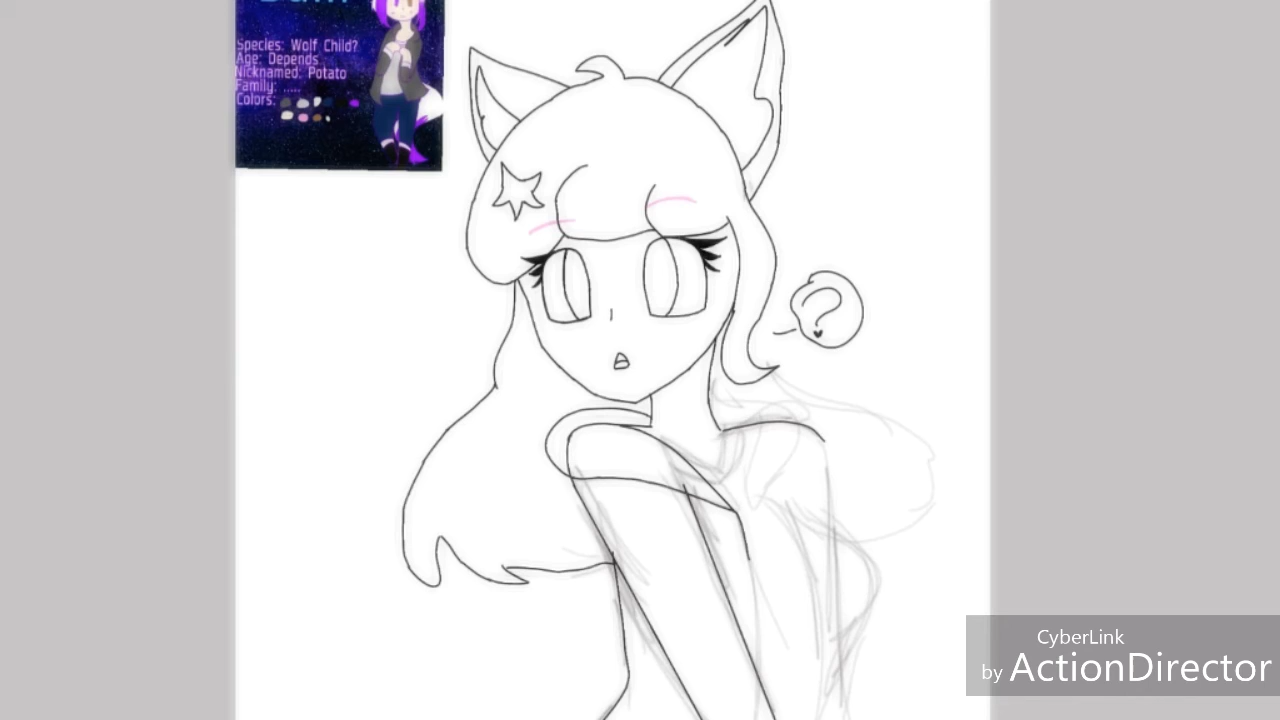 Species: Wolf Child?
Age: Depends
Nicknamed: Potato
Family: .....
Colors:
?
CyberLink
by ActionDirector